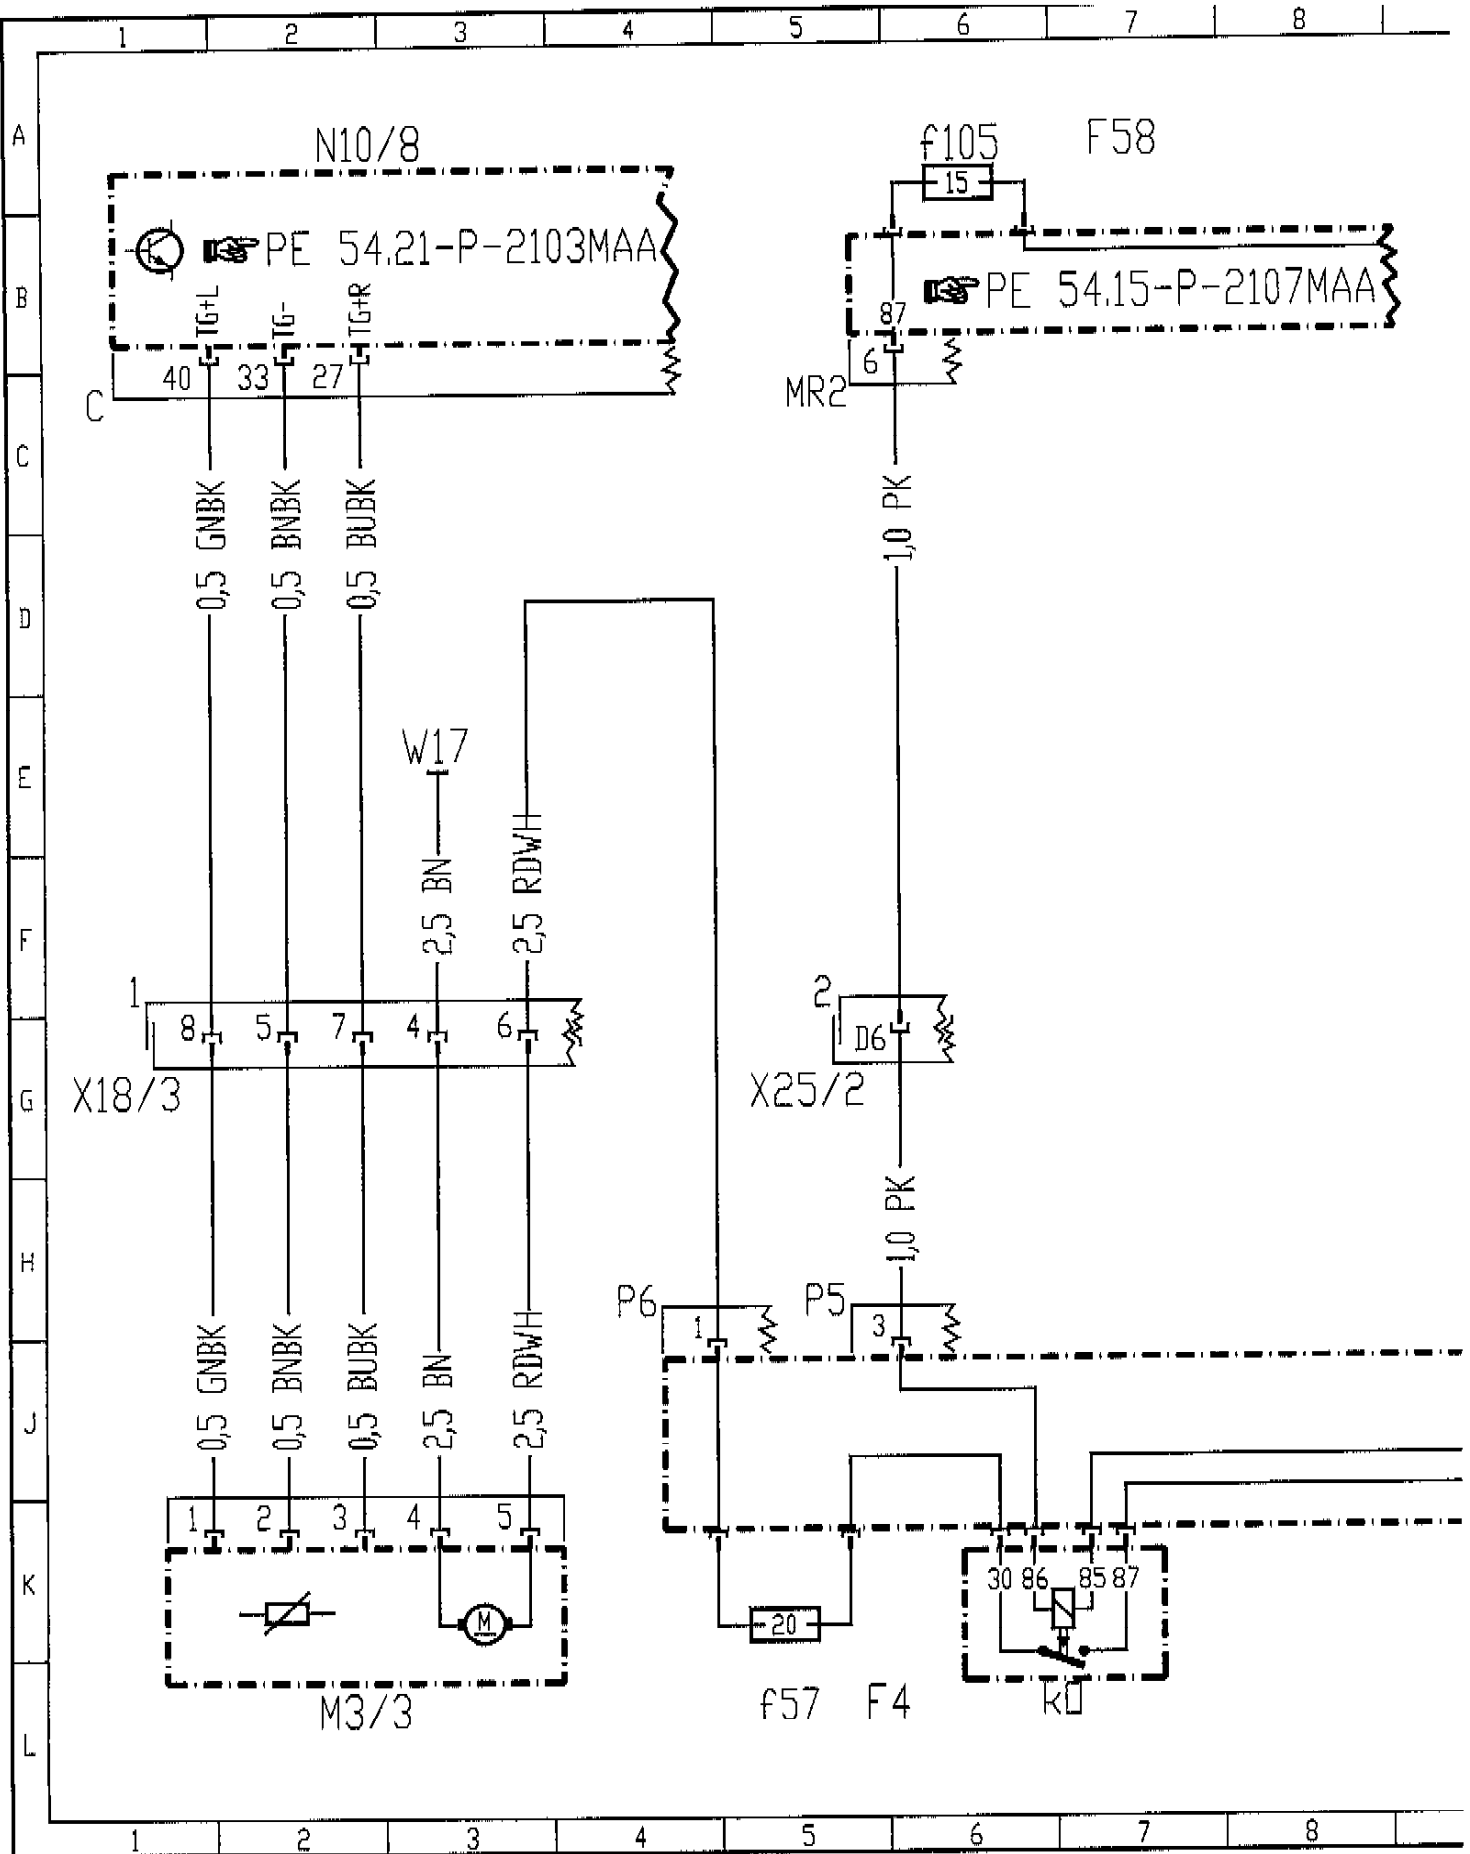 1 2 3 4 5 6 7 8
A
N10/8
f105
F58
15
PE 54.21-P-2103MAA
B
PE 54.15-P-2107MAA
TG+L
TG-
TG+R
87
40 33 27
6
C
MR2
C
0,5 GNBK
0,5 BNBK
0,5 BUBK
1,0 PK
D
W17
E
2,5 BN
2,5 RDWH
F
1
2
8 5 7 4 6
D6
X18/3
X25/2
G
1,0 PK
H
P6
P5
1
3
0,5 GNBK
0,5 BNBK
0,5 BUBK
2,5 BN
2,5 RDWH
J
1 2 3 4 5
K
30 86 85 87
M
20
M3/3
f57
F4
L
1 2 3 4 5 6 7 8